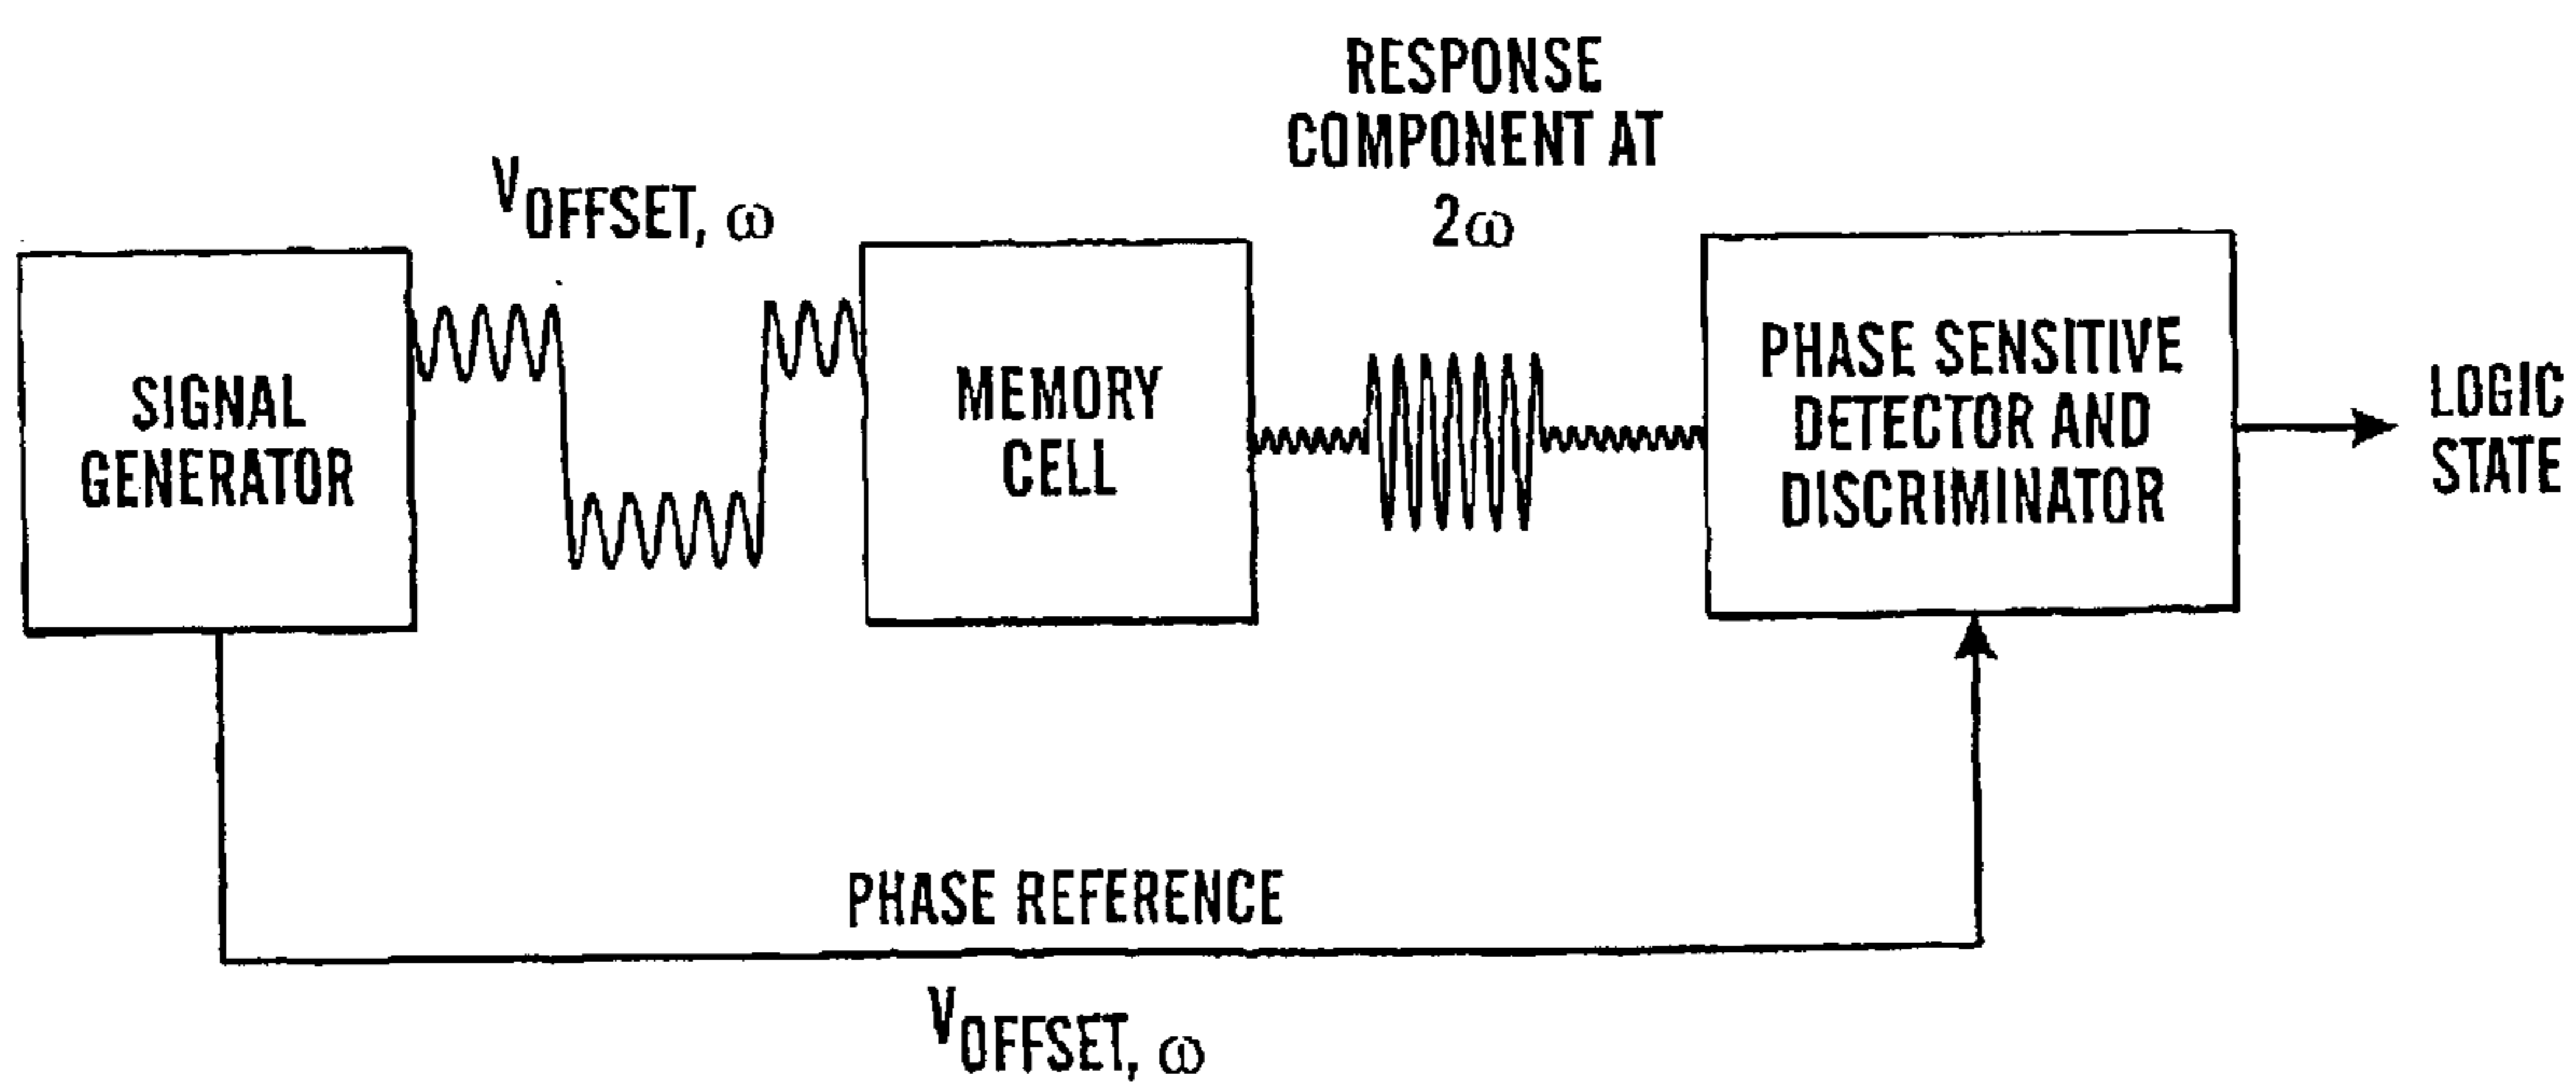 RESPONSE
COMPONENT AT
2ω
VOFFSET, ω
SIGNAL
GENERATOR
MEMORY
CELL
PHASE SENSITIVE
DETECTOR AND
DISCRIMINATOR
LOGIC
STATE
PHASE REFERENCE
VOFFSET, ω